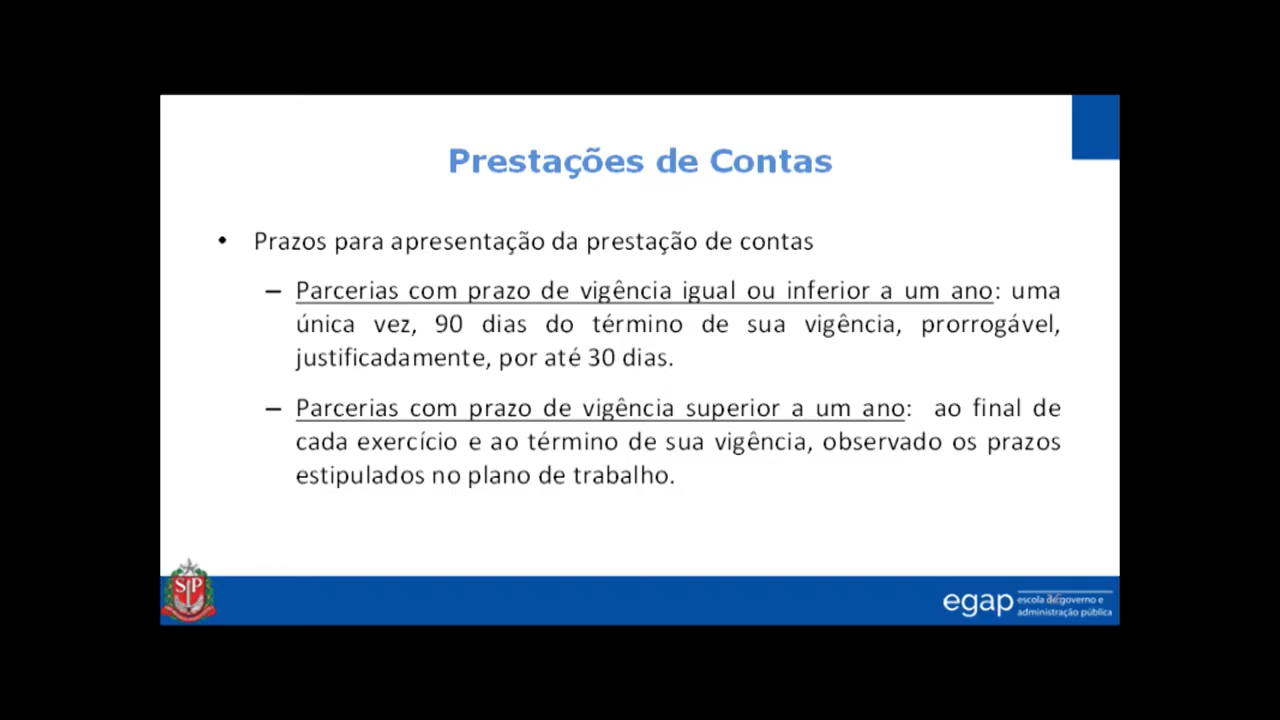 Prestações de Contas
• Prazos para apresentação da prestação de contas
– Parcerias com prazo de vigência igual ou inferior a um ano: uma
única vez, 90 dias do término de sua vigência, prorrogável,
justificadamente, por até 30 dias.
– Parcerias com prazo de vigência superior a um ano: ao final de
cada exercício e ao término de sua vigência, observado os prazos
estipulados no plano de trabalho.
SP
egap
escola de governo e
administração pública